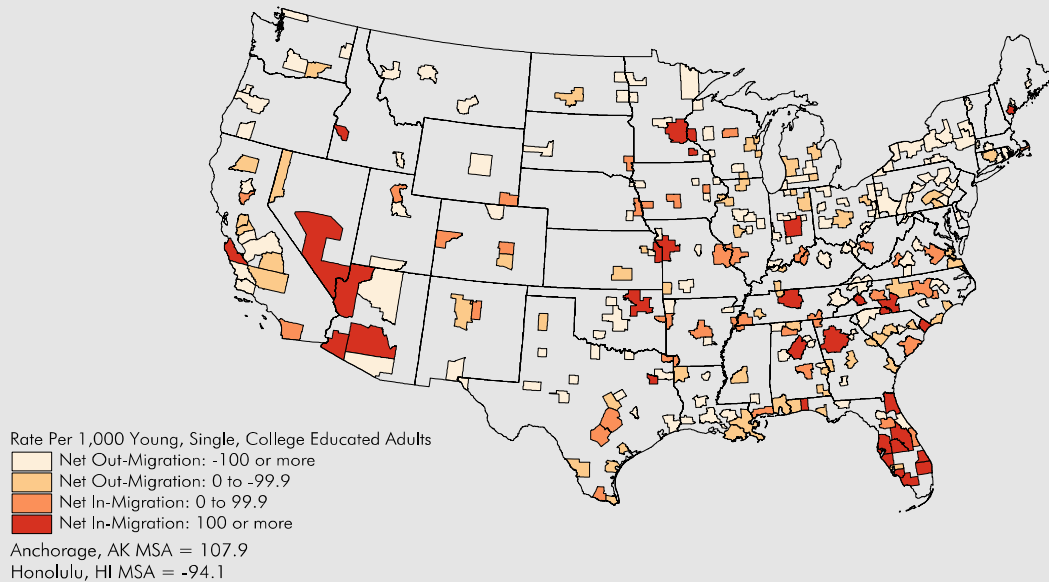 Rate Per 1,000 Young, Single, College Educated Adults
Net Out-Migration: -100 or more
Net Out-Migration: 0 to -99.9
Net In-Migration: 0 to 99.9
Net In-Migration: 100 or more
Anchorage, AK MSA = 107.9
Honolulu, HI MSA = -94.1